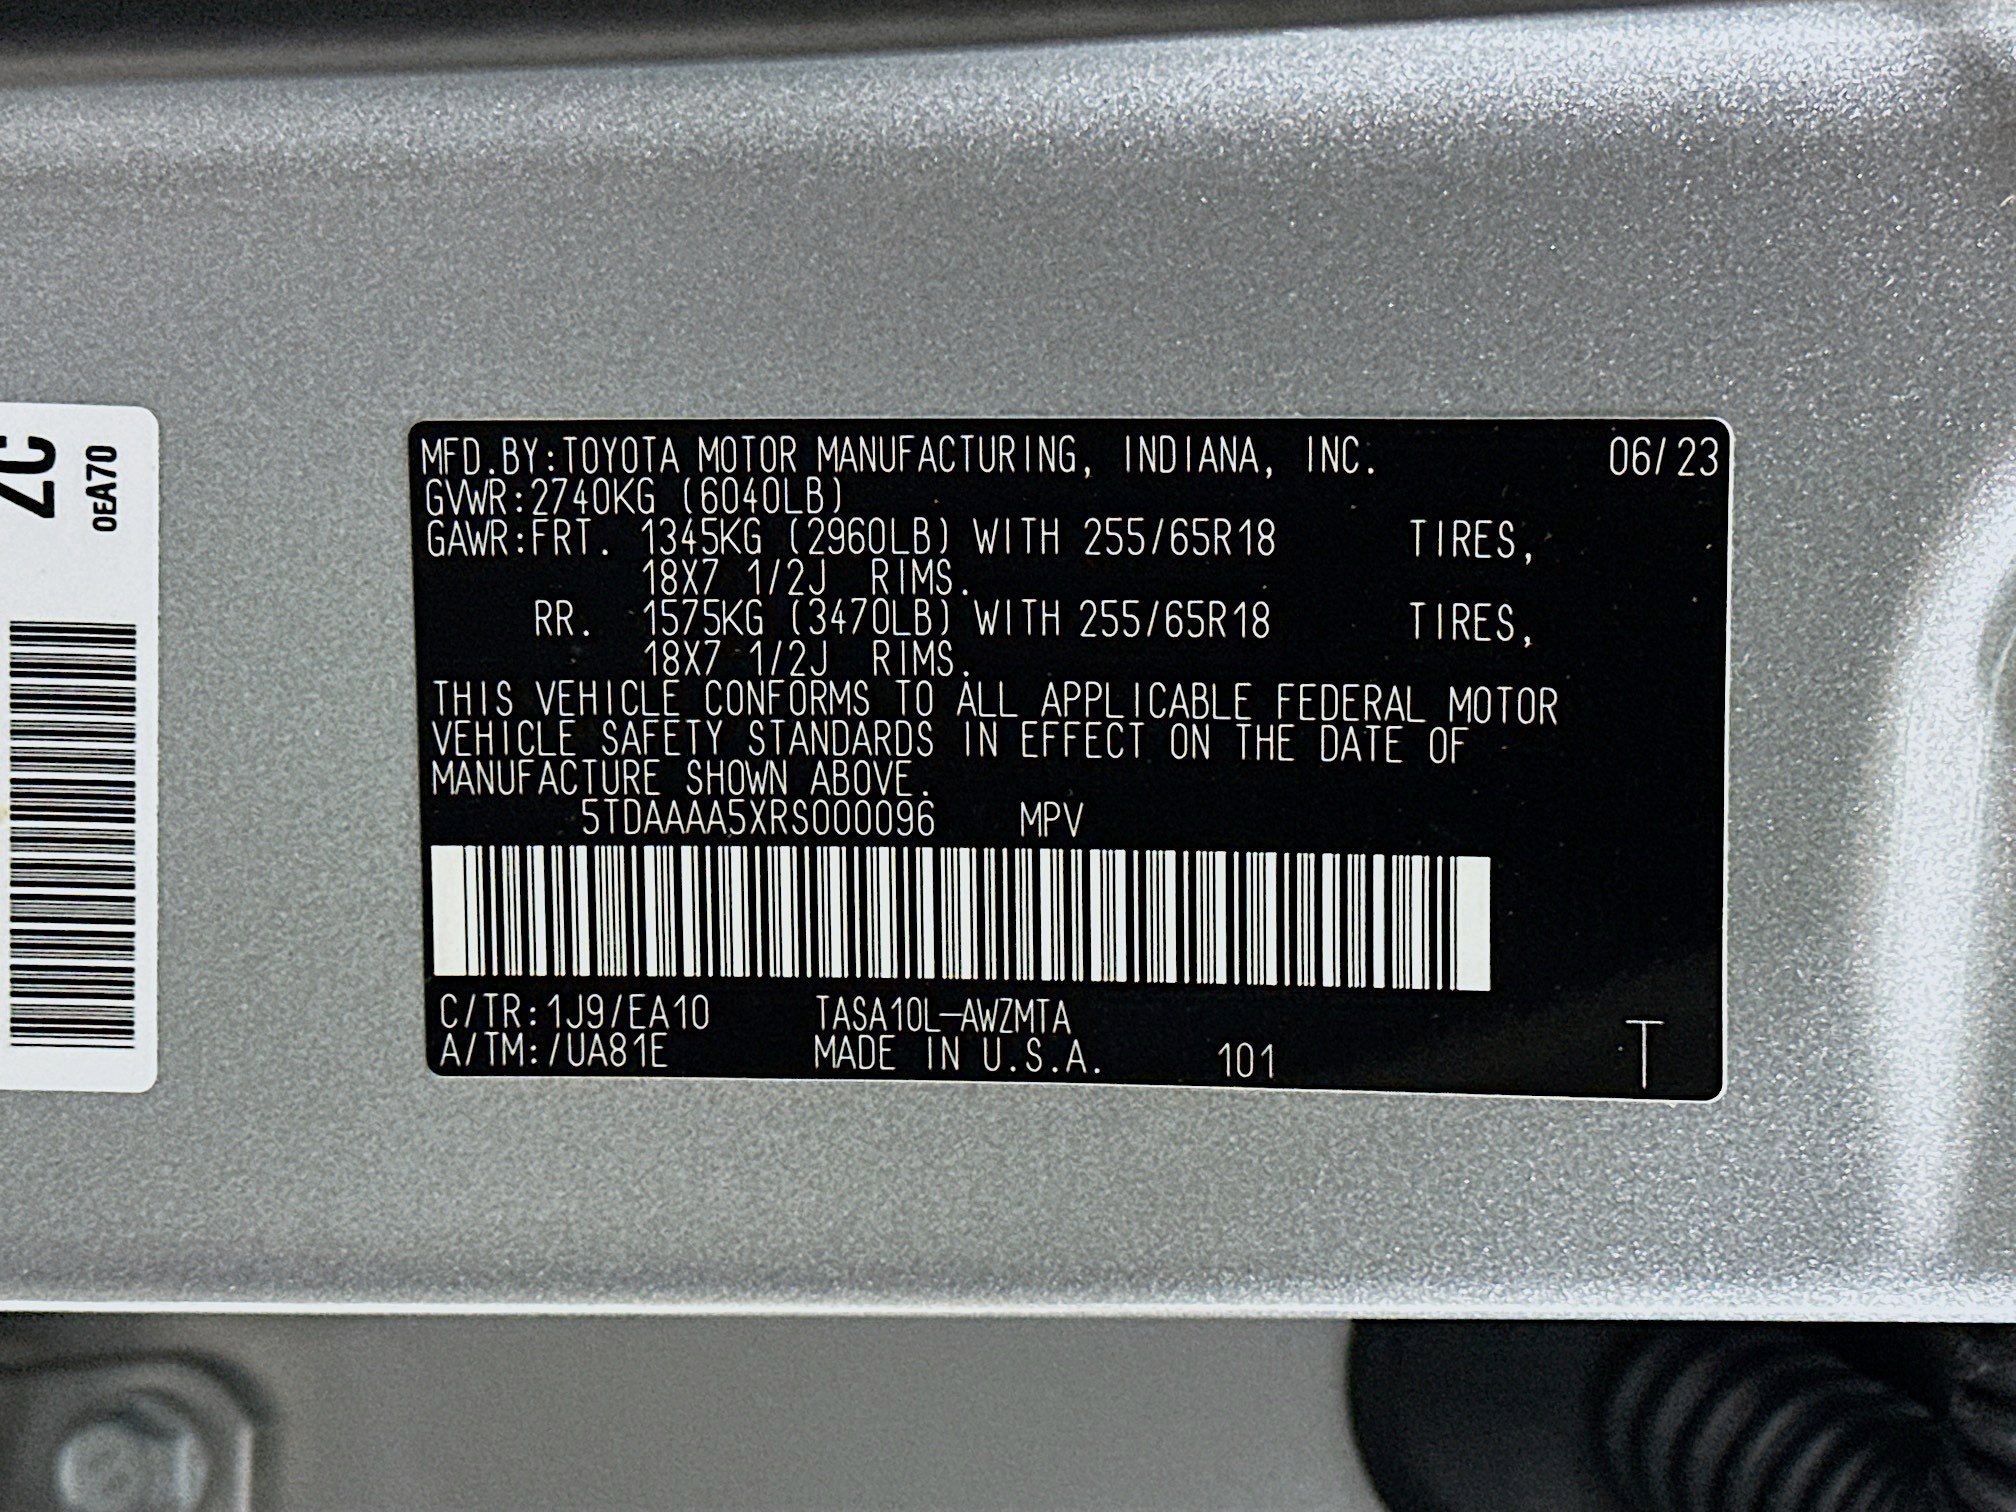 2C
0EA70
MFD.BY:TOYOTA MOTOR MANUFACTURING, INDIANA, INC. 06/23
GVWR:2740KG (6040LB)
GAWR:FRT. 1345KG (2960LB) WITH 255/65R18 TIRES,
18X7 1/2J RIMS.
RR. 1575KG (3470LB) WITH 255/65R18 TIRES,
18X7 1/2J RIMS.
THIS VEHICLE CONFORMS TO ALL APPLICABLE FEDERAL MOTOR
VEHICLE SAFETY STANDARDS IN EFFECT ON THE DATE OF
MANUFACTURE SHOWN ABOVE.
5TDAAAA5XRS000096 MPV
C/TR:1J9/EA10 TASA10L-AWZMTA
A/TM:/UA81E MADE IN U.S.A. 101 T